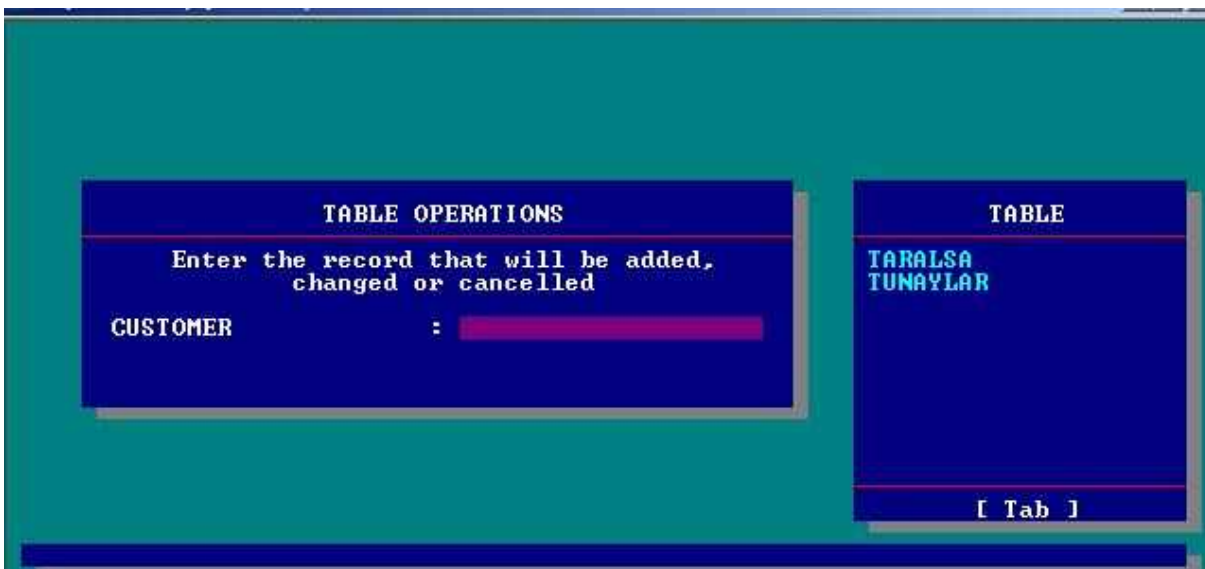 TABLE OPERATIONS
Enter the record that will be added,
changed or cancelled
CUSTOMER :
TABLE
TARALSA
TUNAYLAR
[ Tab ]